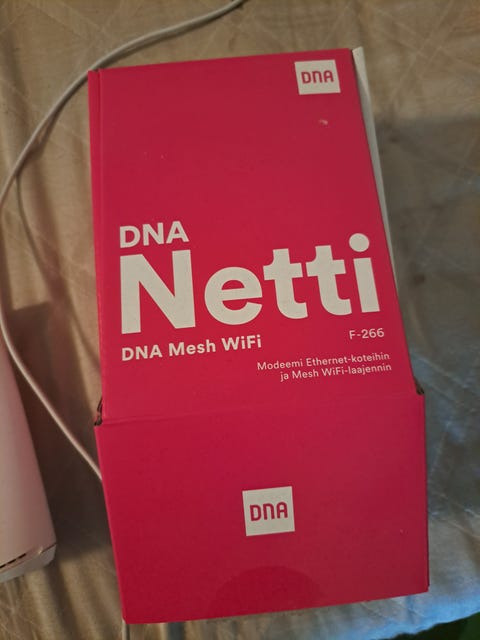 DNA
DNA
Netti
DNA Mesh WiFi
F-266
Modeemi Ethernet-koteihin
ja Mesh WiFi-laajennin
DNA